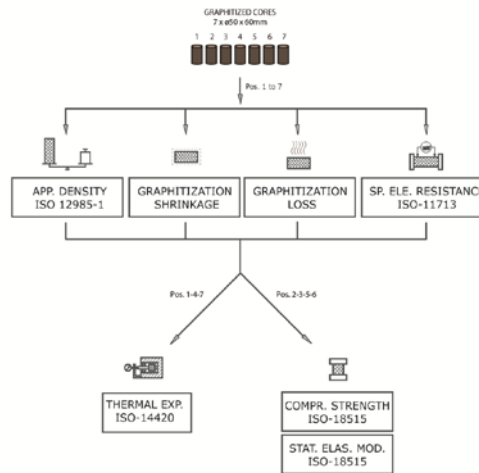 GRAPHITIZED CORES
7 x ø50 x 60mm
1 2 3 4 5 6 7
Pos. 1 to 7
APP. DENSITY
ISO 12985-1
GRAPHITIZATION
SHRINKAGE
GRAPHITIZATION
LOSS
SP. ELE. RESISTANCE
ISO-11713
Pos. 1-4-7
Pos. 2-3-5-6
THERMAL EXP.
ISO-14420
COMPR. STRENGTH
ISO-18515
STAT. ELAS. MOD.
ISO-18515